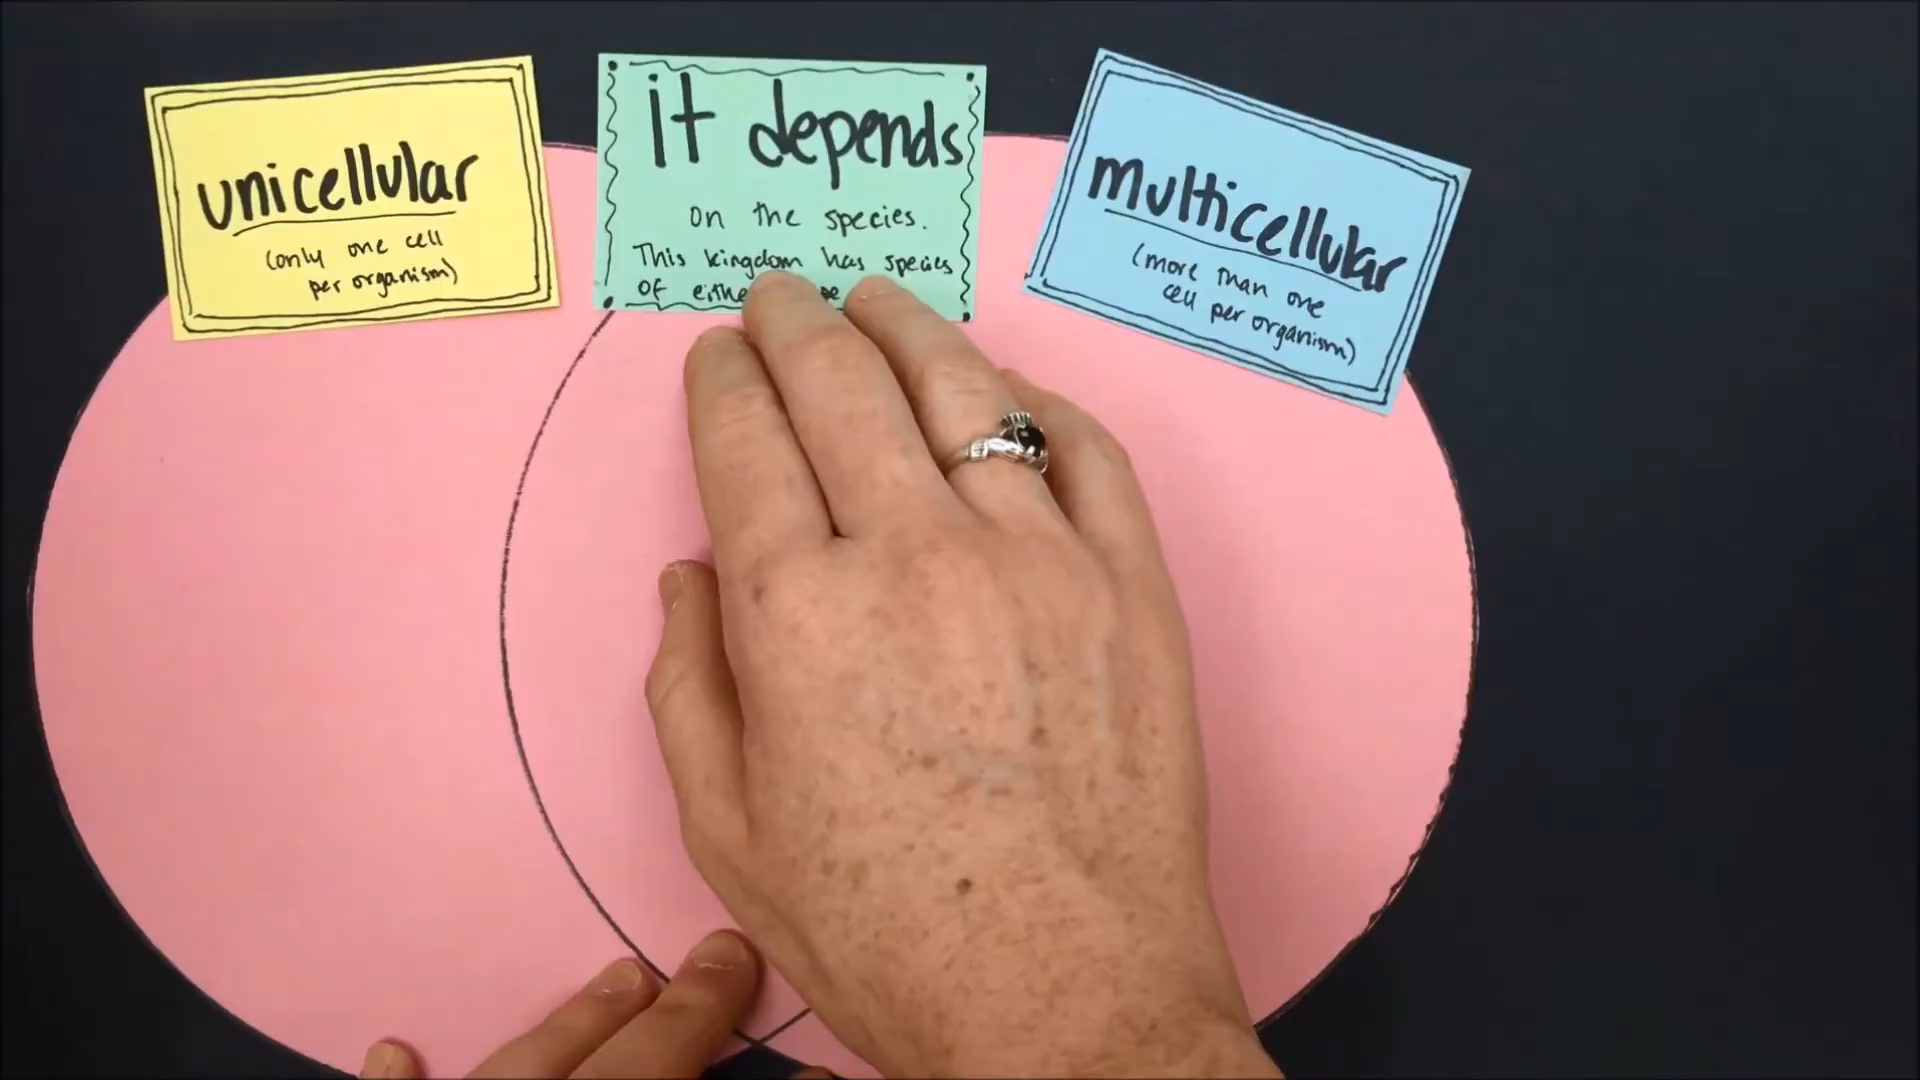 unicellular
(only one cell
per organism)
it depends
on the species.
This kingdom has species
of
multicellular
(more than one
cell per organism)